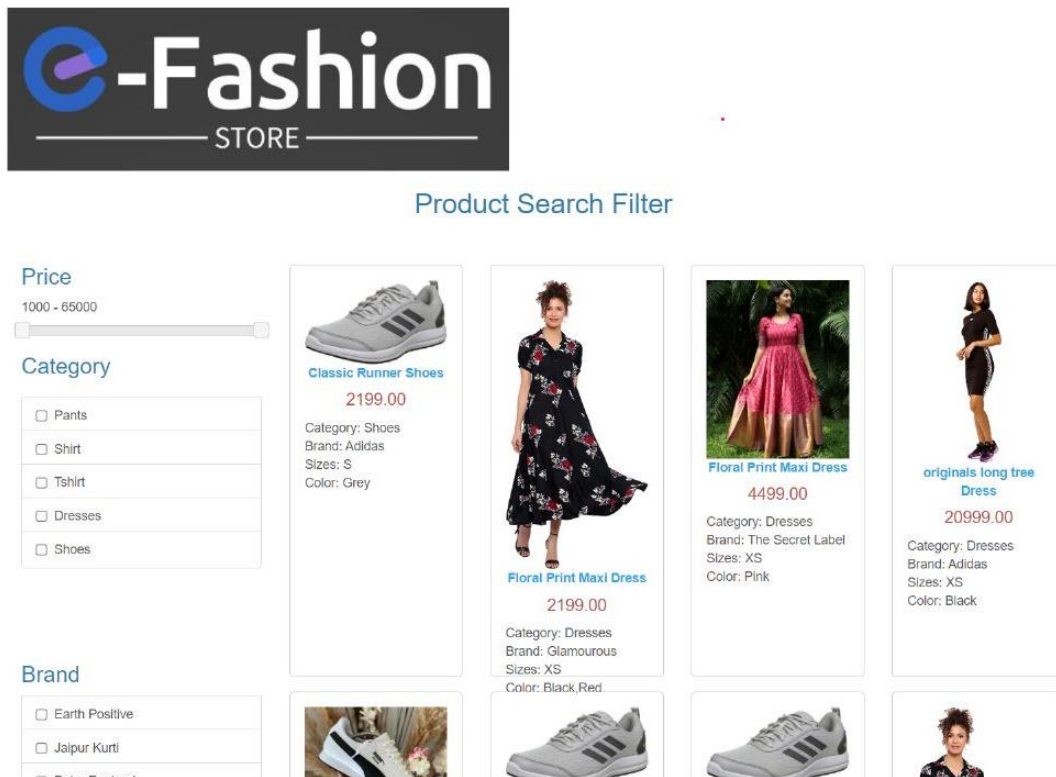 e-Fashion
STORE
Product Search Filter
Price
1000 - 65000
Category
Pants
Shirt
Tshirt
Dresses
Shoes
Brand
Earth Positive
Jaipur Kurti
Classic Runner Shoes
2199.00
Category: Shoes
Brand: Adidas
Sizes: S
Color: Grey
Floral Print Maxi Dress
2199.00
Category: Dresses
Brand: Glamourous
Sizes: XS
Color: Black,Red
Floral Print Maxi Dress
4499.00
Category: Dresses
Brand: The Secret Label
Sizes: XS
Color: Pink
originals long tree
Dress
20999.00
Category: Dresses
Brand: Adidas
Sizes: XS
Color: Black